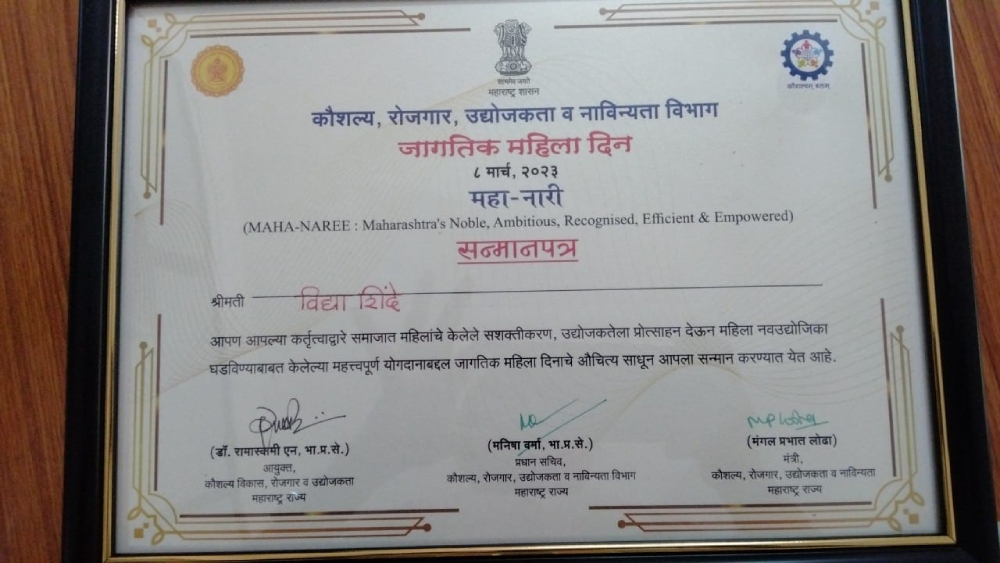 सत्यमेव जयते
महाराष्ट्र शासन
कौशल्यम् बलम्
कौशल्य, रोजगार, उद्योजकता व नाविन्यता विभाग
जागतिक महिला दिन
८ मार्च, २०२३
महा-नारी
(MAHA-NAREE : Maharashtra's Noble, Ambitious, Recognised, Efficient & Empowered)
सन्मानपत्र
श्रीमती विद्या शिंदे
आपण आपल्या कर्तृत्वाद्वारे समाजात महिलांचे केलेले सशक्तीकरण, उद्योजकतेला प्रोत्साहन देऊन महिला नवउद्योजिका
घडविण्याबाबत केलेल्या महत्त्वपूर्ण योगदानाबद्दल जागतिक महिला दिनाचे औचित्य साधून आपला सन्मान करण्यात येत आहे.
(डॉ. रामास्वामी एन, भा.प्र.से.)
आयुक्त,
कौशल्य विकास, रोजगार व उद्योजकता
महाराष्ट्र राज्य
(मनिषा वर्मा, भा.प्र.से.)
प्रधान सचिव,
कौशल्य, रोजगार, उद्योजकता व नाविन्यता विभाग
महाराष्ट्र राज्य
(मंगल प्रभात लोढा)
मंत्री,
कौशल्य, रोजगार, उद्योजकता व नाविन्यता
महाराष्ट्र राज्य